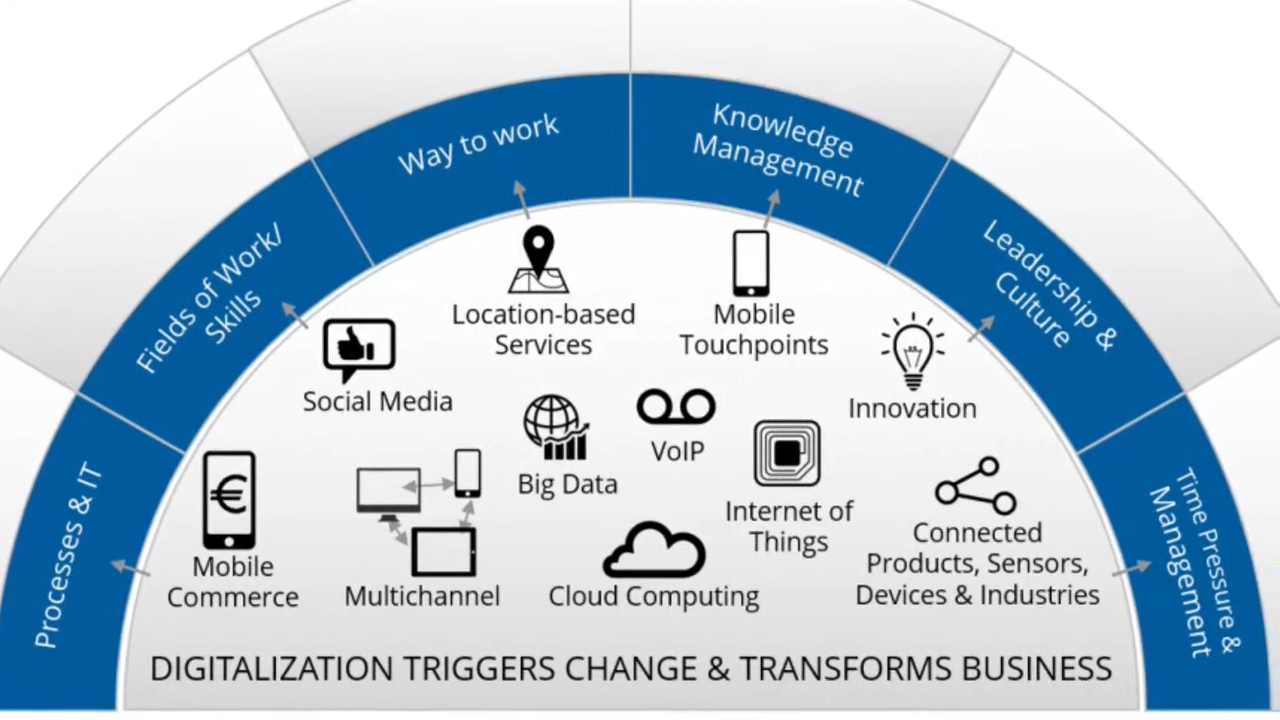 Processes & IT
Fields of Work/
Skills
Way to work
Knowledge
Management
Leadership &
Culture
Time Pressure &
Management
Location-based
Services
Mobile
Touchpoints
Social Media
Innovation
Big Data
VoIP
Internet of
Things
€
Mobile
Commerce
Multichannel
Cloud Computing
Connected
Products, Sensors,
Devices & Industries
DIGITALIZATION TRIGGERS CHANGE & TRANSFORMS BUSINESS